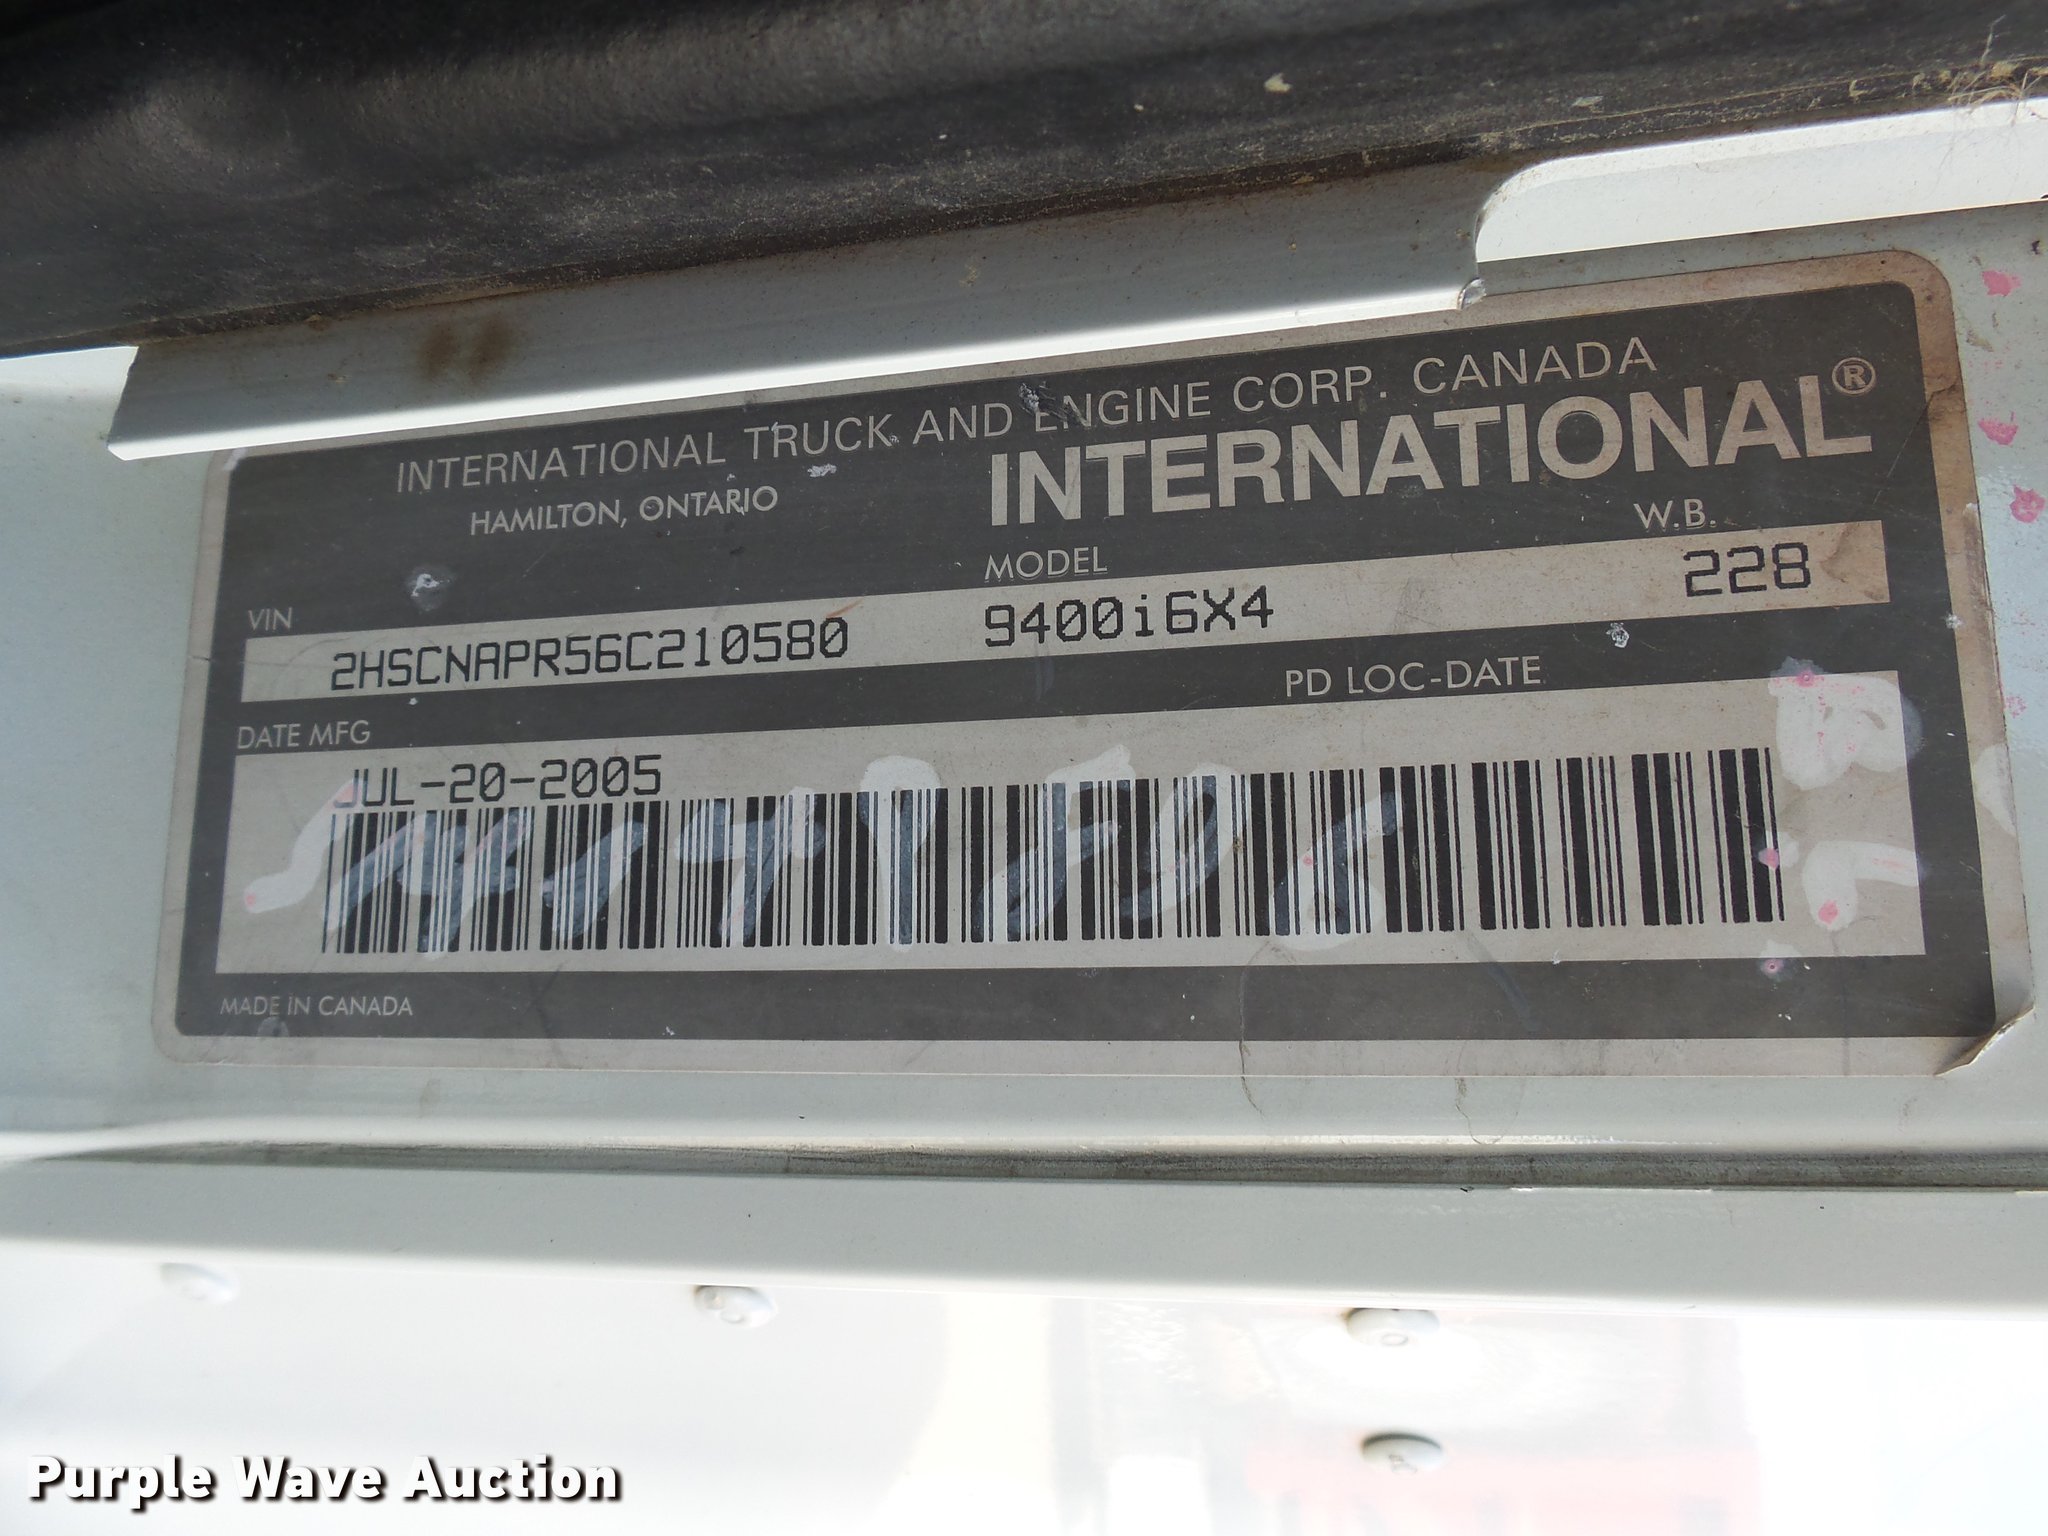 INTERNATIONAL TRUCK AND ENGINE CORP. CANADA
HAMILTON, ONTARIO
INTERNATIONAL®
VIN
MODEL
W.B.
2HSCNAPR56C210580
9400i6X4
228
DATE MFG
PD LOC-DATE
JUL-20-2005
MADE IN CANADA
Purple Wave Auction